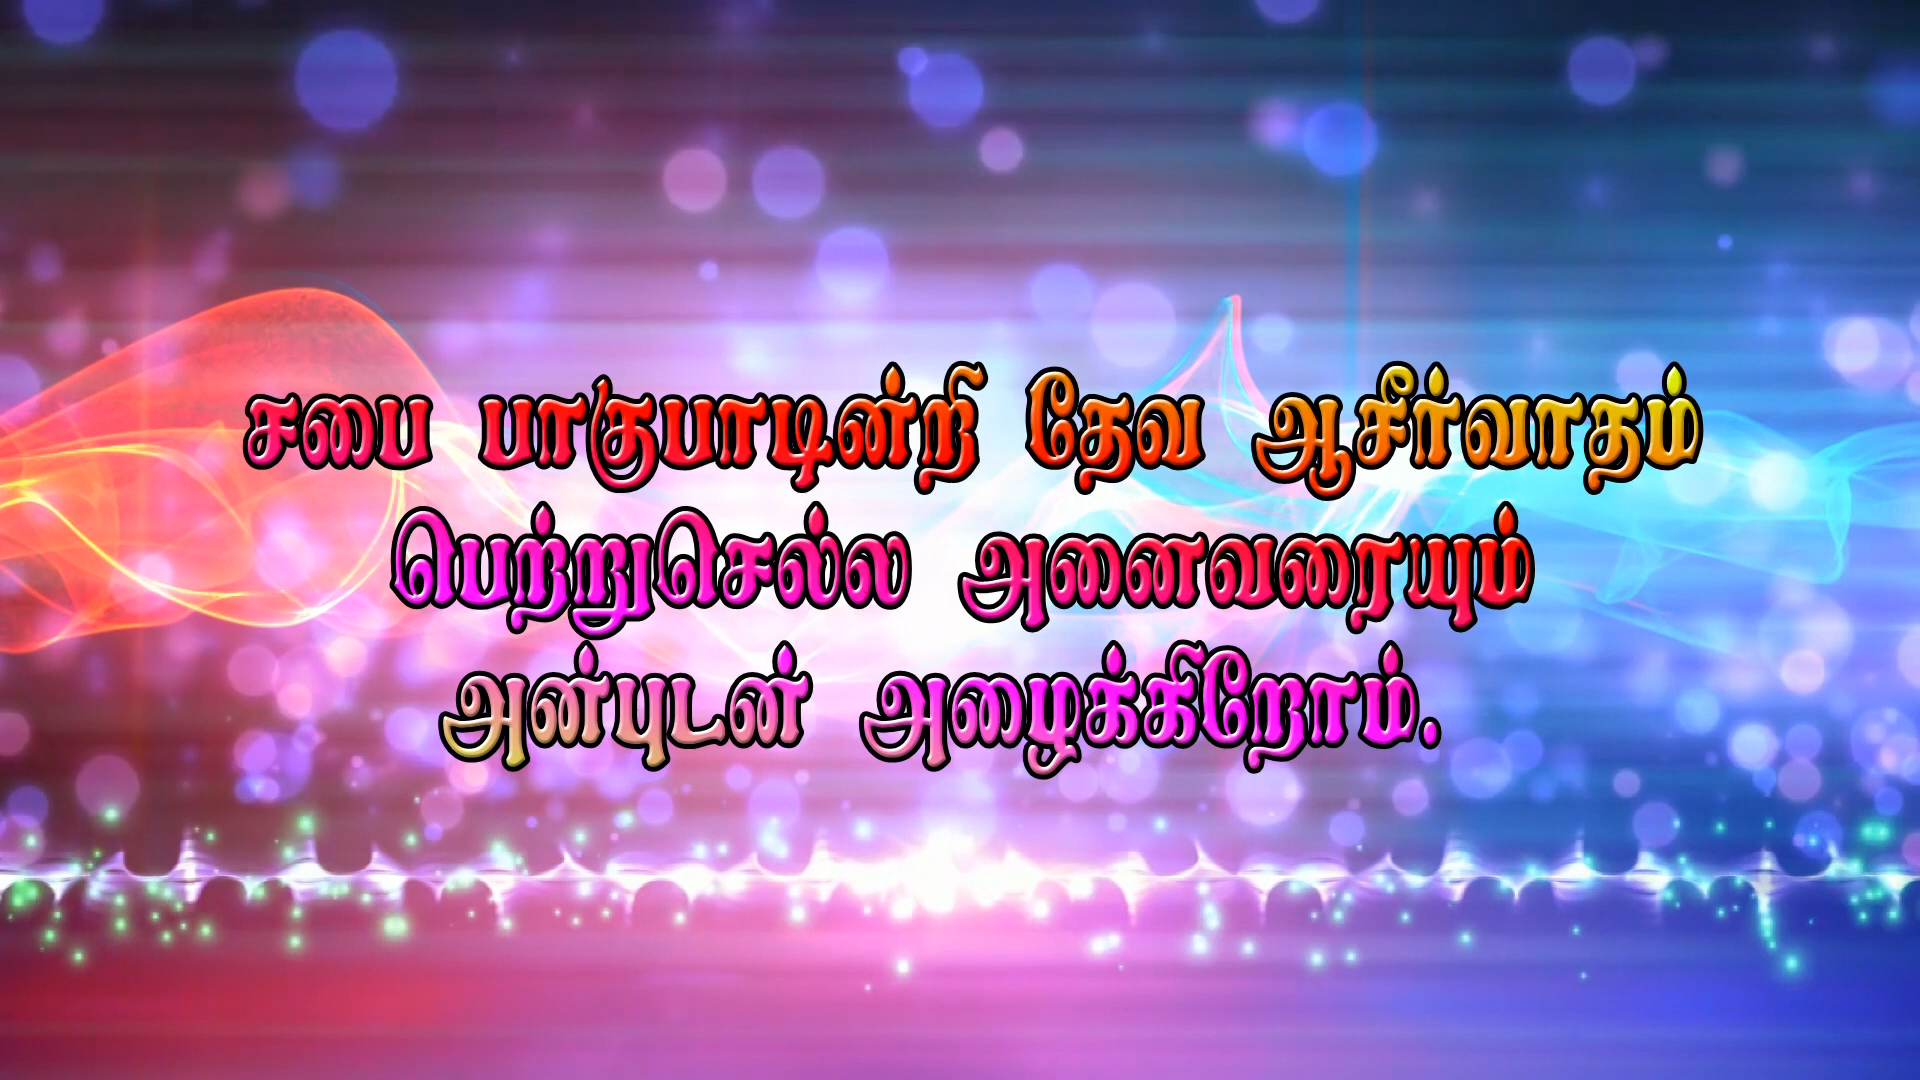 சபை பாகுபாடின்றி தேவ ஆசீர்வாதம்
பெற்றுசெல்ல அனைவரையும்
அன்புடன் அழைக்கிறோம்.